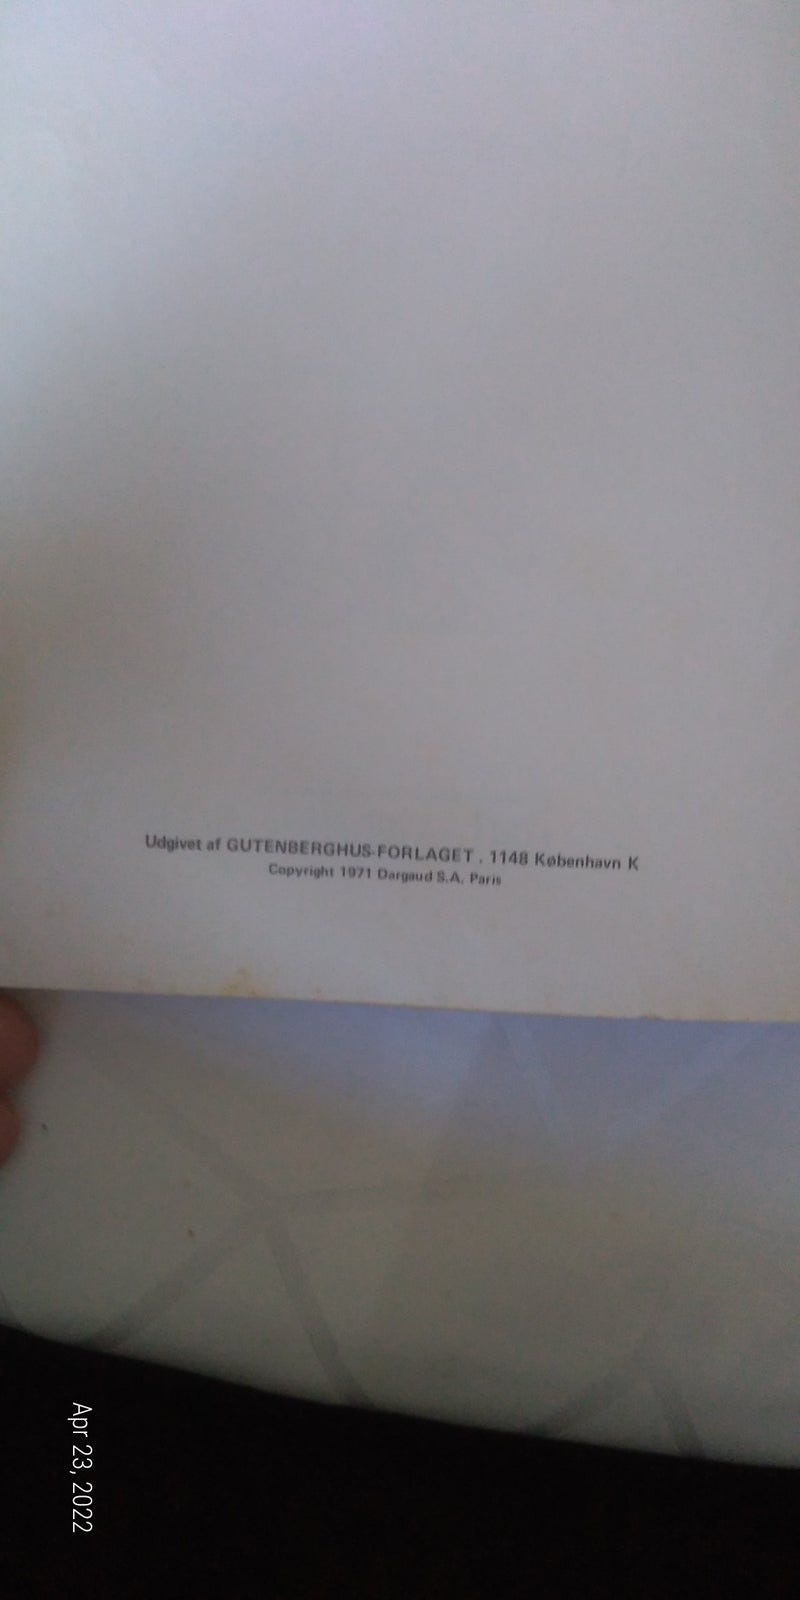 Udgivet af GUTENBERGHUS-FORLAGET . 1148 København K
Copyright 1971 Dargaud S.A. Paris
Apr 23, 2022